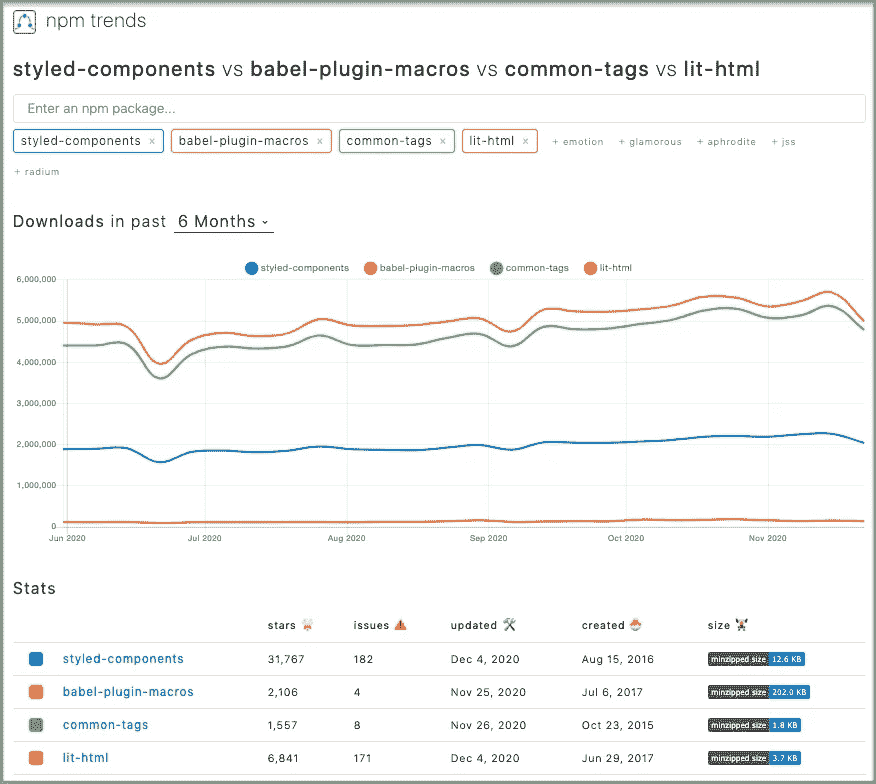 npm trends
styled-components vs babel-plugin-macros vs common-tags vs lit-html
Enter an npm package...
styled-components × babel-plugin-macros × common-tags × lit-html × + emotion + glamorous + aphrodite + jss
+ radium
Downloads in past 6 Months
styled-components babel-plugin-macros common-tags lit-html
6,000,000
5,000,000
4,000,000
3,000,000
2,000,000
1,000,000
0
Jun 2020 Jul 2020 Aug 2020 Sep 2020 Oct 2020 Nov 2020
Stats
stars issues updated created size
styled-components 31,767 182 Dec 4, 2020 Aug 15, 2016 minzipped size 12.6 KB
babel-plugin-macros 2,106 4 Nov 25, 2020 Jul 6, 2017 minzipped size 202.0 KB
common-tags 1,557 8 Nov 26, 2020 Oct 23, 2015 minzipped size 1.8 KB
lit-html 6,841 171 Dec 4, 2020 Jun 29, 2017 minzipped size 3.7 KB